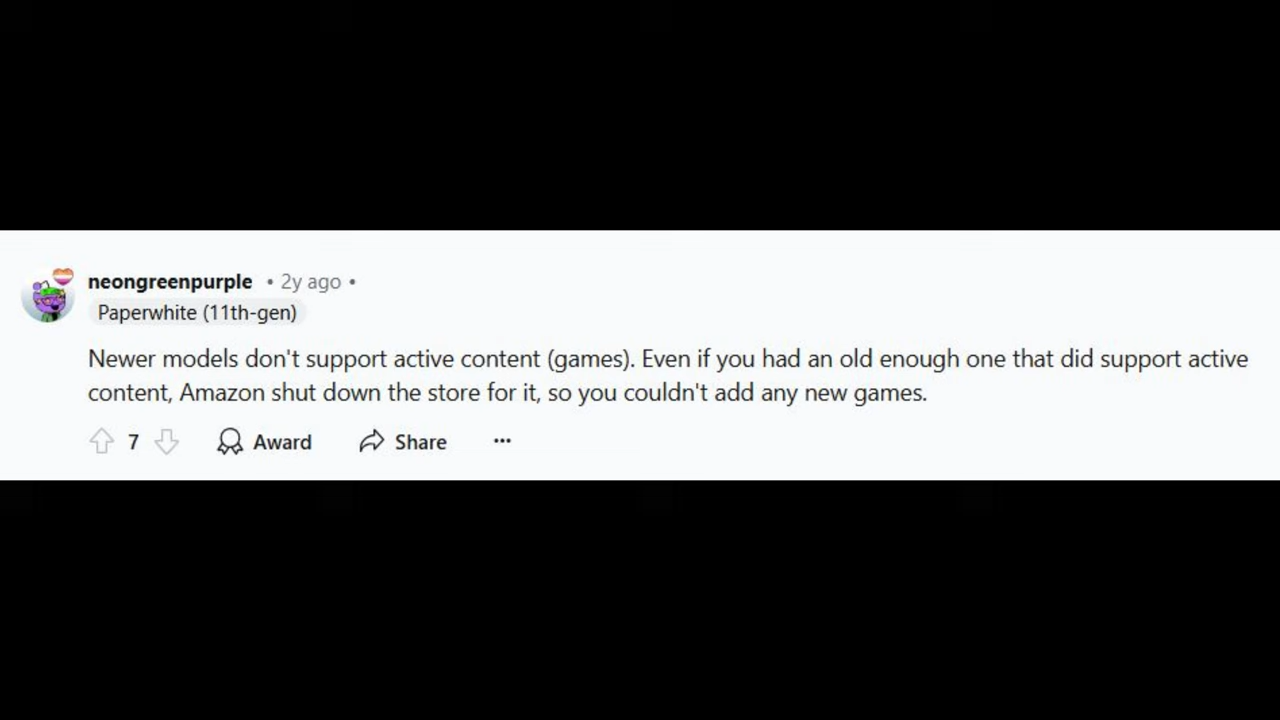 neongreenpurple • 2y ago •
Paperwhite (11th-gen)
Newer models don't support active content (games). Even if you had an old enough one that did support active
content, Amazon shut down the store for it, so you couldn't add any new games.
7 Award Share ···